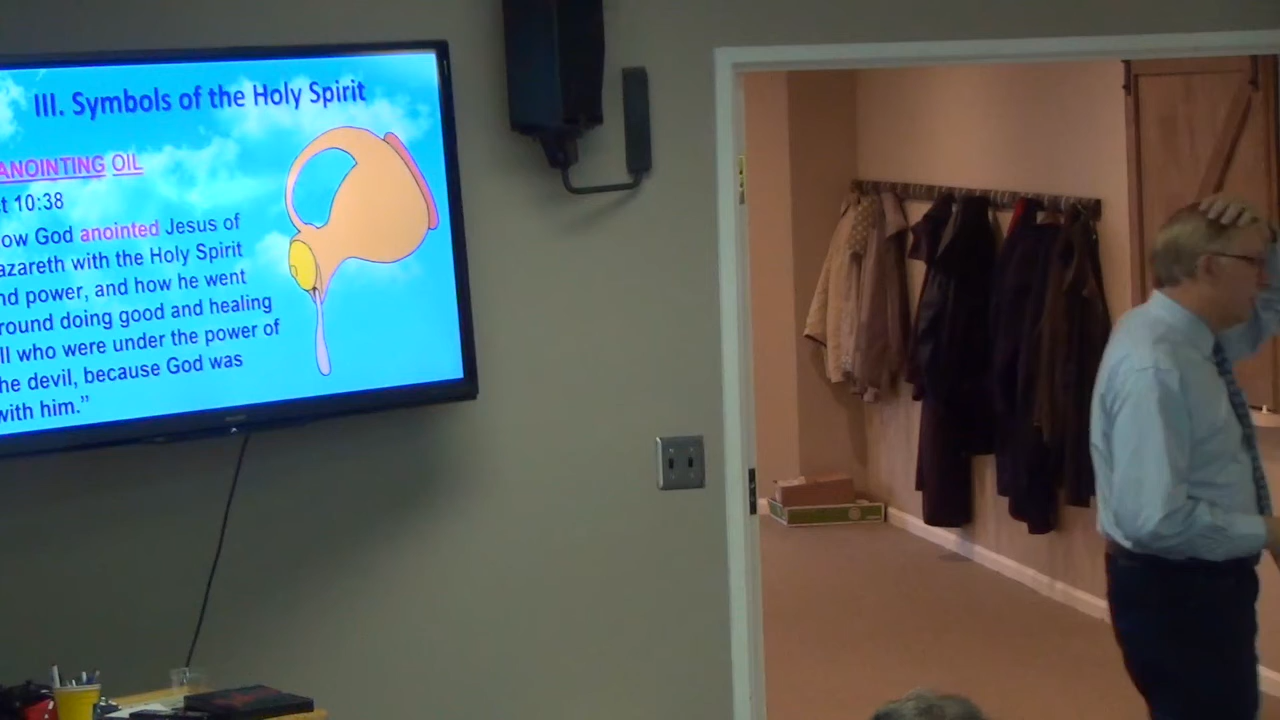 III. Symbols of the Holy Spirit
ANOINTING OIL
t 10:38
ow God anointed Jesus of
azareth with the Holy Spirit
nd power, and how he went
round doing good and healing
ll who were under the power of
he devil, because God was
with him.”